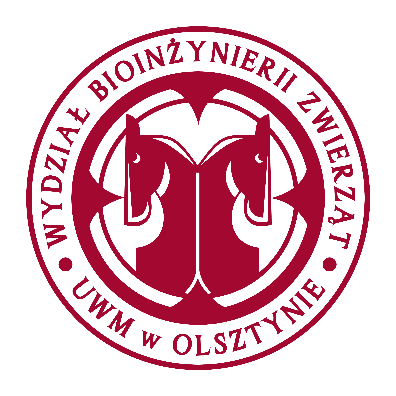 WYDZIAŁ BIOINŻYNIERII ZWIERZĄT
UWM w OLSZTYNIE